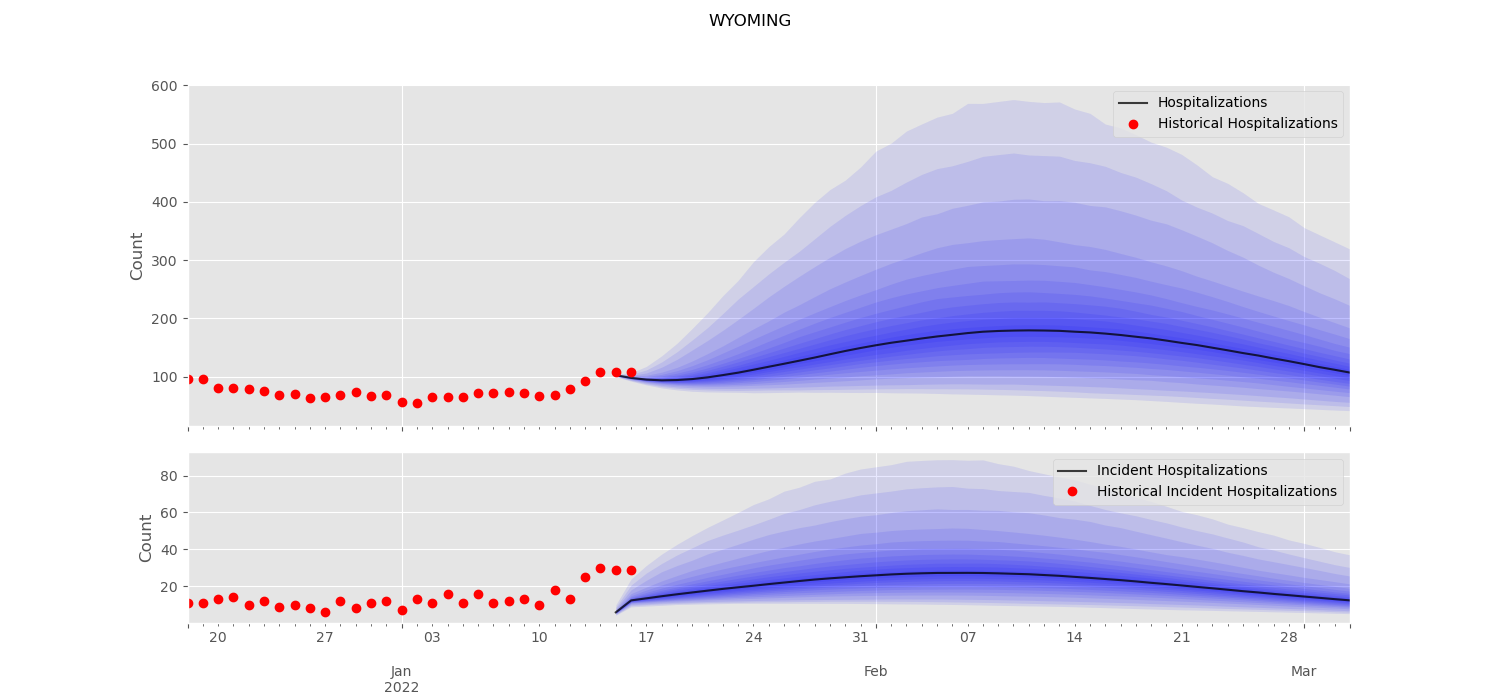 WYOMING
600
500
400
300
200
100
Count
Hospitalizations
Historical Hospitalizations
80
60
40
20
Count
Incident Hospitalizations
Historical Incident Hospitalizations
20 27 03 10 17 24 31 07 14 21 28
Jan Feb Mar
2022